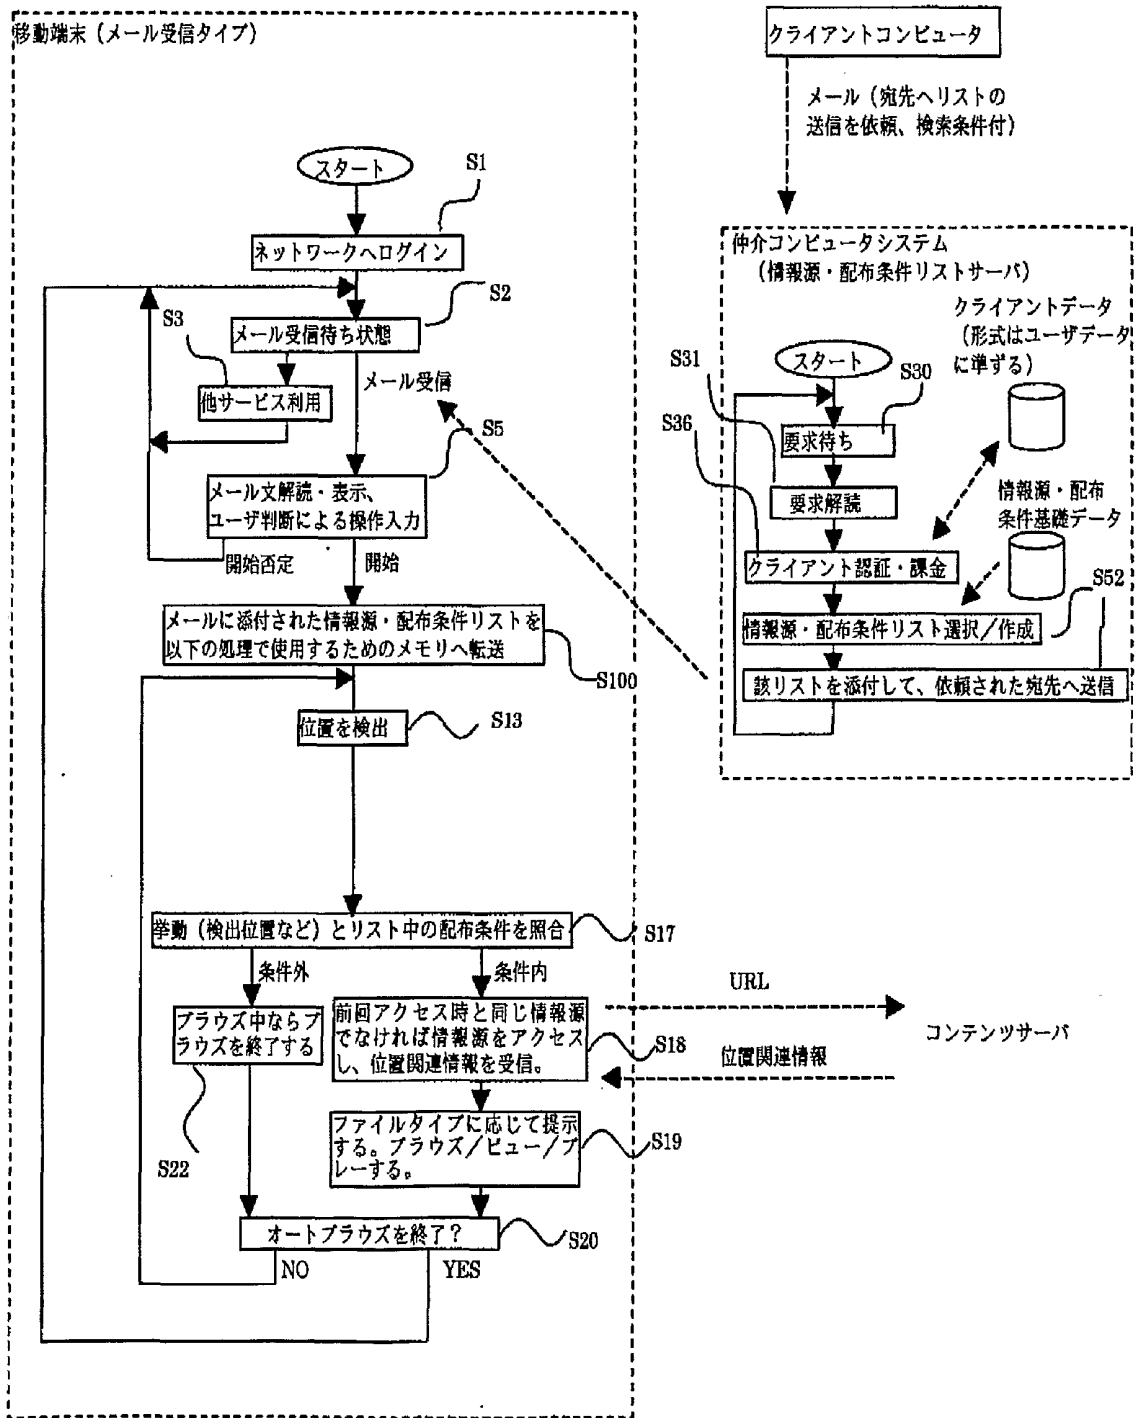 移動端末（メール受信タイプ）
スタート
S1
ネットワークへログイン
S2
メール受信待ち状態
S3
他サービス利用
メール受信
S5
メール文解読・表示、
ユーザ判断による操作入力
開始否定
開始
メールに添付された情報源・配布条件リストを
以下の処理で使用するためのメモリへ転送
S100
位置を検出
S13
挙動（検出位置など）とリスト中の配布条件を照合
S17
条件外
条件内
ブラウズ中ならブ
ラウズを終了する
S22
前回アクセス時と同じ情報源
でなければ情報源をアクセス
し、位置関連情報を受信。
S18
ファイルタイプに応じて提示
する。ブラウズ／ビュー／プ
レーする。
S19
オートブラウズを終了？
S20
NO
YES
クライアントコンピュータ
メール（宛先へリストの
送信を依頼、検索条件付）
仲介コンピュータシステム
（情報源・配布条件リストサーバ）
クライアントデータ
（形式はユーザデータ
に準ずる）
スタート
S30
S31
要求待ち
S36
要求解読
情報源・配布
条件基礎データ
クライアント認証・課金
S52
情報源・配布条件リスト選択／作成
該リストを添付して、依頼された宛先へ送信
URL
コンテンツサーバ
位置関連情報